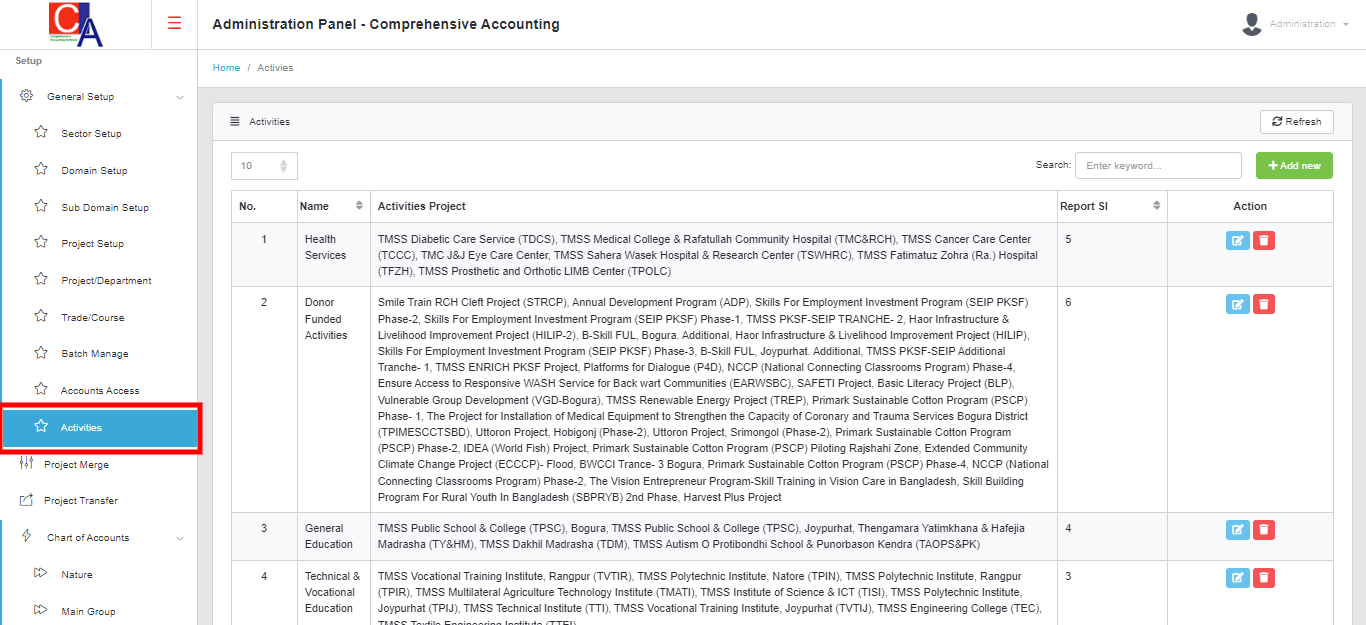 CA
Administration Panel - Comprehensive Accounting
Administration
Setup
Home / Activies
General Setup
Sector Setup
Domain Setup
Sub Domain Setup
Project Setup
Project/Department
Trade/Course
Batch Manage
Accounts Access
Activities
Project Merge
Project Transfer
Chart of Accounts
Nature
Main Group
Activities
Refresh
10
Search: Enter keyword...
Add new
No. Name Activities Project Report Sl Action
1 Health Services
TMSS Diabetic Care Service (TDCS), TMSS Medical College & Rafatullah Community Hospital (TMC&RCH), TMSS Cancer Care Center
(TCCC), TMC J&J Eye Care Center, TMSS Sahera Wasek Hospital & Research Center (TSWHRC), TMSS Fatimatuz Zohra (Ra.) Hospital
(TFZH), TMSS Prosthetic and Orthotic LIMB Center (TPOLC)
5
2 Donor Funded Activities
Smile Train RCH Cleft Project (STRCP), Annual Development Program (ADP), Skills For Employment Investment Program (SEIP PKSF)
Phase-2, Skills For Employment Investment Program (SEIP PKSF) Phase-1, TMSS PKSF-SEIP TRANCHE- 2, Haor Infrastructure &
Livelihood Improvement Project (HILIP-2), B-Skill FUL, Bogura. Additional, Haor Infrastructure & Livelihood Improvement Project (HILIP),
Skills For Employment Investment Program (SEIP PKSF) Phase-3, B-Skill FUL, Joypurhat. Additional, TMSS PKSF-SEIP Additional
Tranche- 1, TMSS ENRICH PKSF Project, Platforms for Dialogue (P4D), NCCP (National Connecting Classrooms Program) Phase-4,
Ensure Access to Responsive WASH Service for Back wart Communities (EARWSBC), SAFETI Project, Basic Literacy Project (BLP),
Vulnerable Group Development (VGD-Bogura), TMSS Renewable Energy Project (TREP), Primark Sustainable Cotton Program (PSCP)
Phase- 1, The Project for Installation of Medical Equipment to Strengthen the Capacity of Coronary and Trauma Services Bogura District
(TPIMESCCTSBD), Uttoron Project, Hobigonj (Phase-2), Uttoron Project, Srimongol (Phase-2), Primark Sustainable Cotton Program
(PSCP) Phase-2, IDEA (World Fish) Project, Primark Sustainable Cotton Program (PSCP) Piloting Rajshahi Zone, Extended Community
Climate Change Project (ECCCP)- Flood, BWCCI Trance- 3 Bogura, Primark Sustainable Cotton Program (PSCP) Phase-4, NCCP (National
Connecting Classrooms Program) Phase-2, The Vision Entrepreneur Program-Skill Training in Vision Care in Bangladesh, Skill Building
Program For Rural Youth In Bangladesh (SBPRYB) 2nd Phase, Harvest Plus Project
6
3 General Education
TMSS Public School & College (TPSC), Bogura, TMSS Public School & College (TPSC), Joypurhat, Thengamara Yatimkhana & Hafejia
Madrasha (TY&HM), TMSS Dakhil Madrasha (TDM), TMSS Autism O Protibondhi School & Punorbason Kendra (TAOPS&PK)
4
4 Technical & Vocational Education
TMSS Vocational Training Institute, Rangpur (TVTIR), TMSS Polytechnic Institute, Natore (TPIN), TMSS Polytechnic Institute, Rangpur
(TPIR), TMSS Multilateral Agriculture Technology Institute (TMATI), TMSS Institute of Science & ICT (TISI), TMSS Polytechnic Institute,
Joypurhat (TPIJ), TMSS Technical Institute (TTI), TMSS Vocational Training Institute, Joypurhat (TVTIJ), TMSS Engineering College (TEC),
TMSS Textile Engineering Institute (TTEI)
3